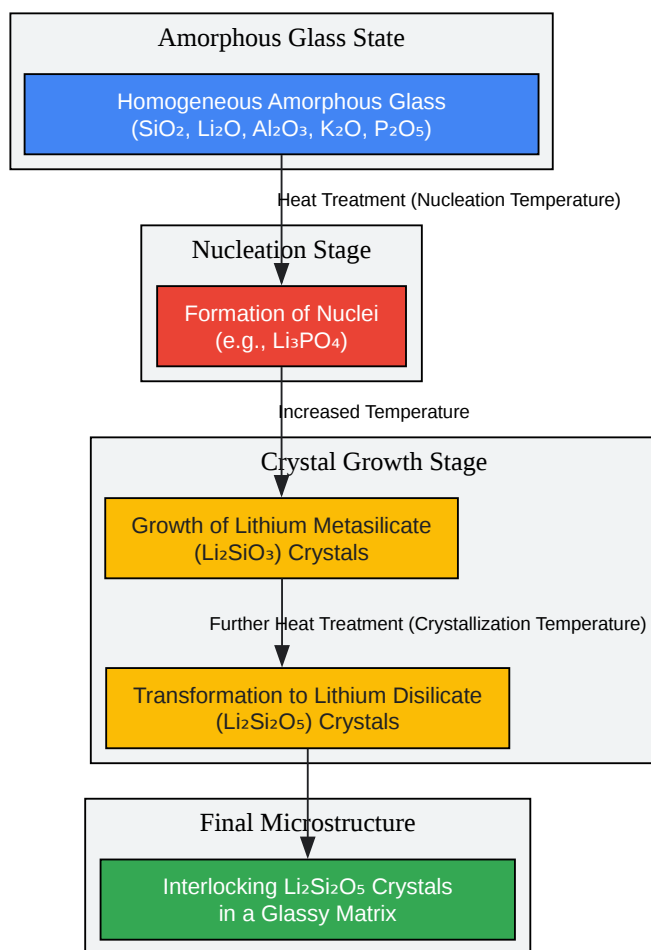 Amorphous Glass State
Homogeneous Amorphous Glass
(SiO₂, Li₂O, Al₂O₃, K₂O, P₂O₅)
Heat Treatment (Nucleation Temperature)
Nucleation Stage
Formation of Nuclei
(e.g., Li₃PO₄)
Increased Temperature
Crystal Growth Stage
Growth of Lithium Metasilicate
(Li₂SiO₃) Crystals
Further Heat Treatment (Crystallization Temperature)
Transformation to Lithium Disilicate
(Li₂Si₂O₅) Crystals
Final Microstructure
Interlocking Li₂Si₂O₅ Crystals
in a Glassy Matrix